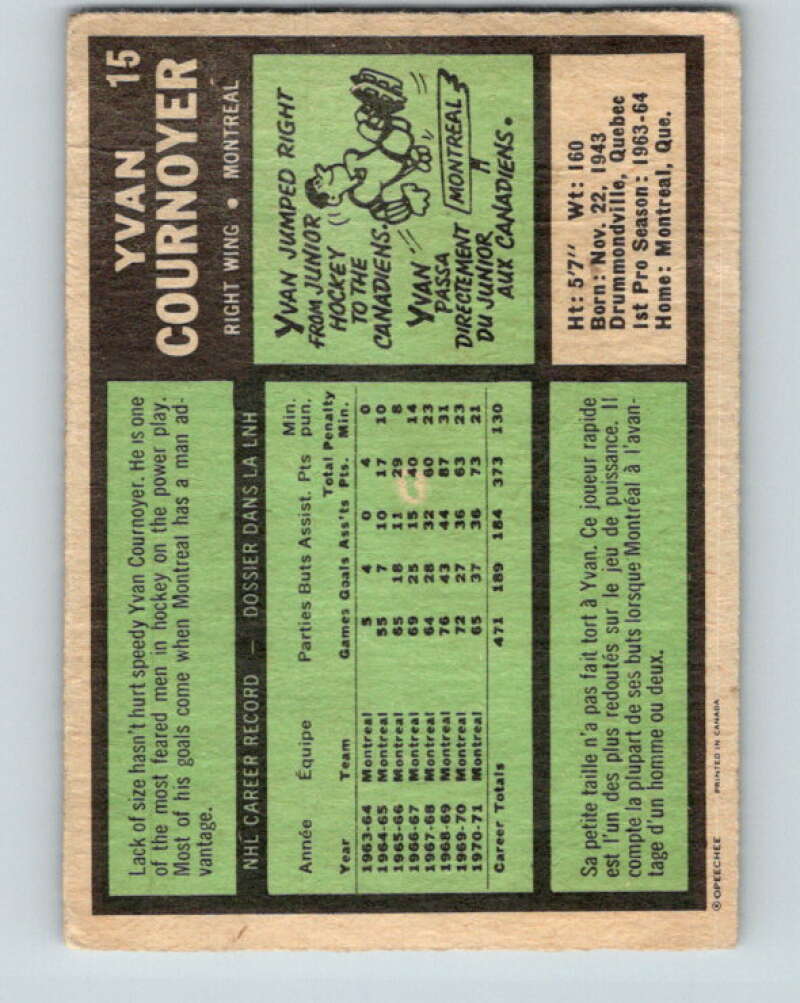 15
YVAN
COURNOYER
RIGHT WING • MONTREAL
Lack of size hasn't hurt speedy Yvan Cournoyer. He is one
of the most feared men in hockey on the power play.
Most of his goals come when Montreal has a man ad-
vantage.
YVAN JUMPED RIGHT
FROM JUNIOR
HOCKEY
TO THE
CANADIENS.
YVAN
PASSA
DIRECTEMENT
DU JUNIOR
AUX CANADIENS.
MONTREAL
Ht: 5'7" Wt: 160
Born: Nov. 22, 1943
Drummondville, Quebec
1st Pro Season: 1963-64
Home: Montreal, Que.
NHL CAREER RECORD — DOSSIER DANS LA LNH
Année Équipe Parties Buts Assist. Pts Min. pun.
Year Team Games Goals Ass'ts Total Pts. Penalty Min.
1963-64 Montreal 5 4 0 4 0
1964-65 Montreal 55 7 10 17 10
1965-66 Montreal 65 18 11 29 8
1966-67 Montreal 69 25 15 40 14
1967-68 Montreal 64 28 32 60 23
1968-69 Montreal 76 43 44 87 31
1969-70 Montreal 72 27 36 63 23
1970-71 Montreal 65 37 36 73 21
Career Totals 471 189 184 373 130
Sa petite taille n'a pas fait tort à Yvan. Ce joueur rapide
est l'un des plus redoutés sur le jeu de puissance. Il
compte la plupart de ses buts lorsque Montréal à l'avan-
tage d'un homme ou deux.
© OPEECHEE PRINTED IN CANADA